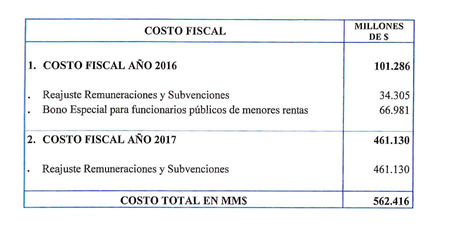 COSTO FISCAL MILLONES
DE $
1. COSTO FISCAL AÑO 2016 101.286
. Reajuste Remuneraciones y Subvenciones 34.305
. Bono Especial para funcionarios públicos de menores rentas 66.981
2. COSTO FISCAL AÑO 2017 461.130
. Reajuste Remuneraciones y Subvenciones 461.130
COSTO TOTAL EN MM$ 562.416